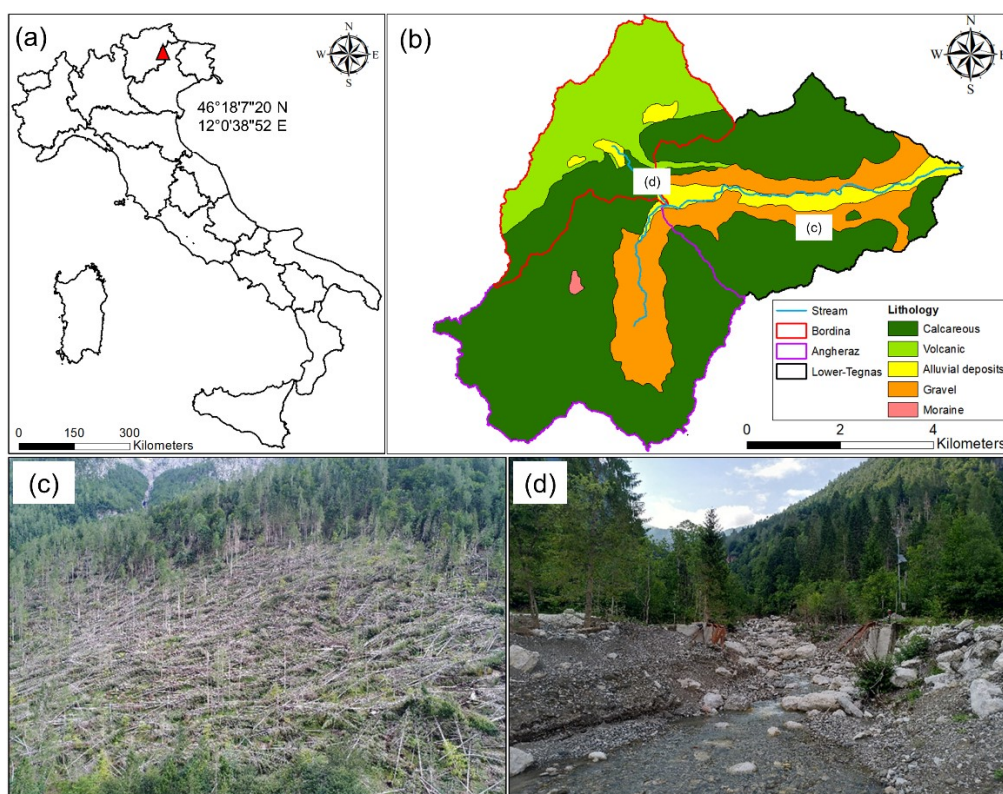 (a)
N
W E
S
46°18'7"20 N
12°0'38"52 E
0 150 300
Kilometers
(b)
N
W E
S
(d)
(c)
Stream
Bordina
Angheraz
Lower-Tegnas
Lithology
Calcareous
Volcanic
Alluvial deposits
Gravel
Moraine
0 2 4
Kilometers
(c)
(d)